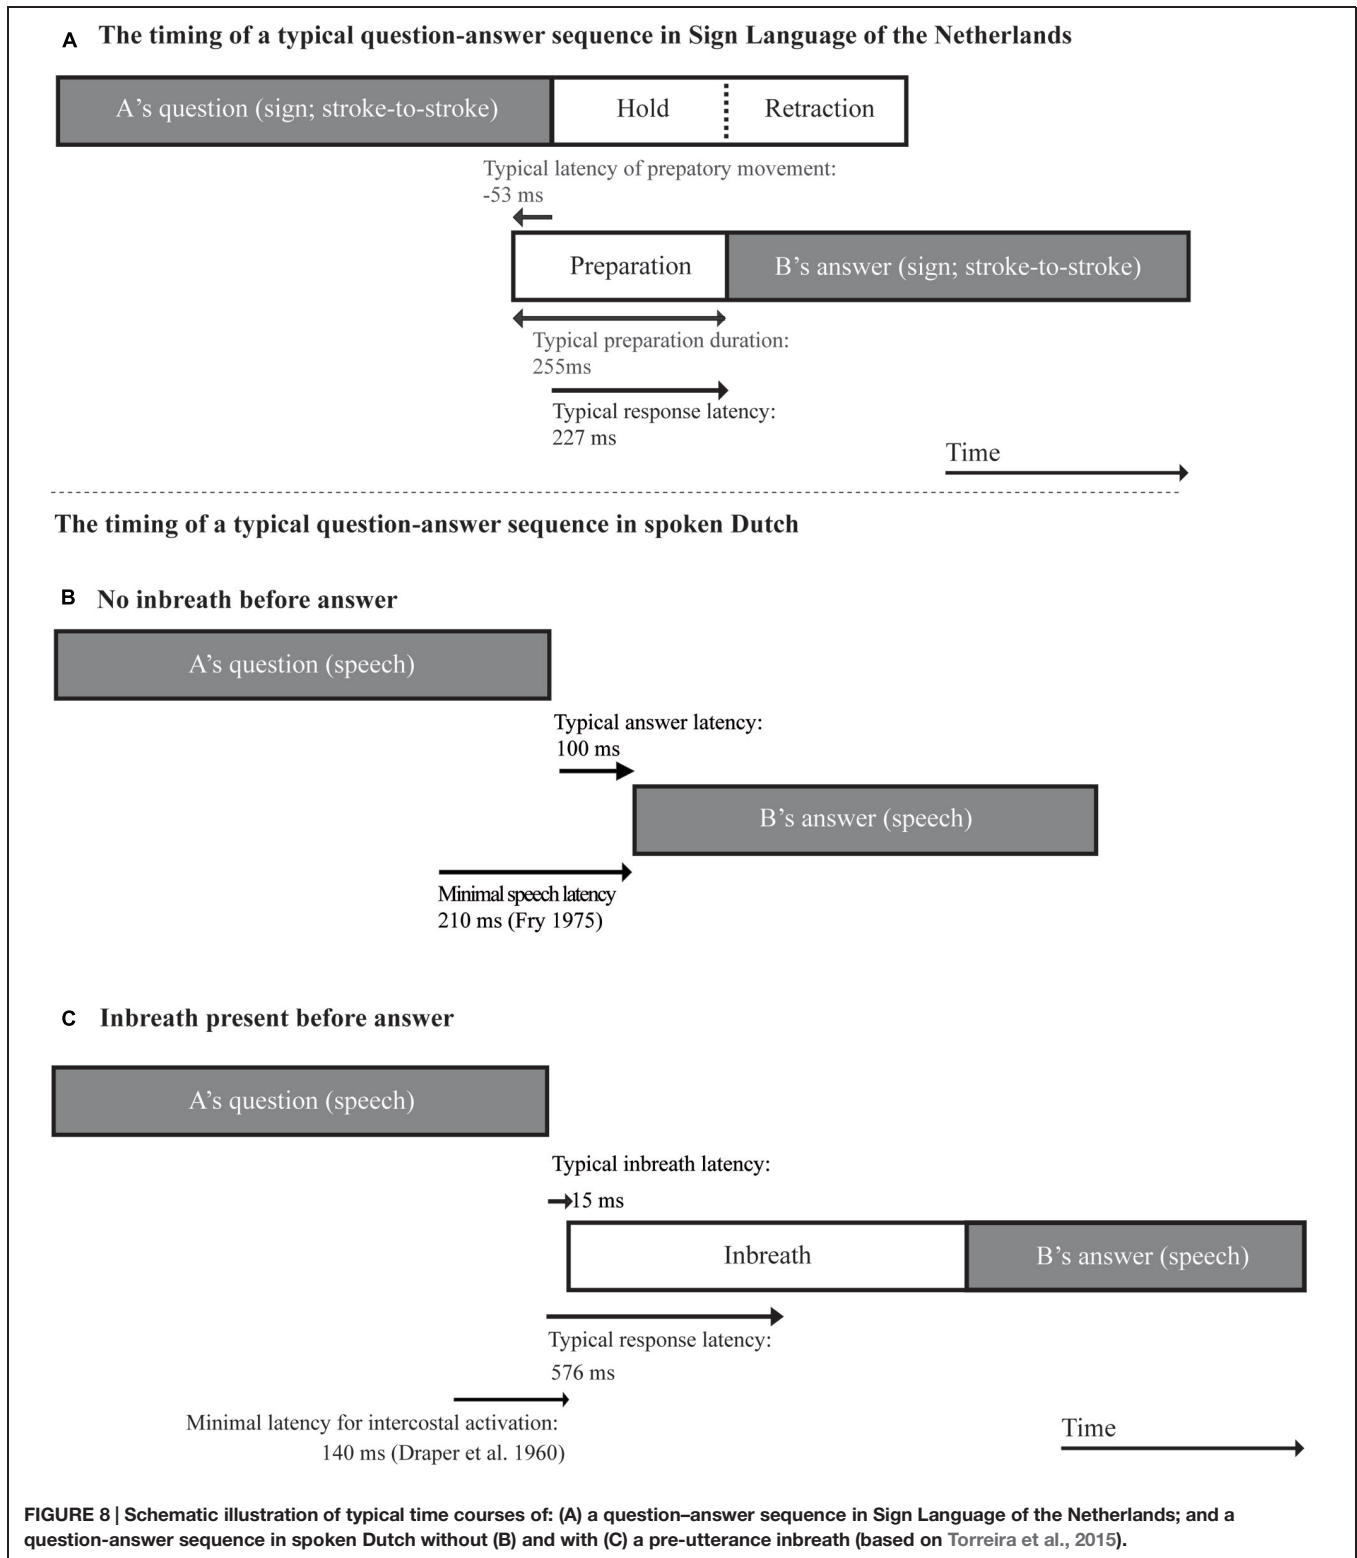 A The timing of a typical question-answer sequence in Sign Language of the Netherlands
A's question (sign; stroke-to-stroke)
Hold
Retraction
Typical latency of prepatory movement:
-53 ms
Preparation
B's answer (sign; stroke-to-stroke)
Typical preparation duration:
255ms
Typical response latency:
227 ms
Time
The timing of a typical question-answer sequence in spoken Dutch
B No inbreath before answer
A's question (speech)
Typical answer latency:
100 ms
B's answer (speech)
Minimal speech latency
210 ms (Fry 1975)
C Inbreath present before answer
A's question (speech)
Typical inbreath latency:
15 ms
Inbreath
B's answer (speech)
Typical response latency:
576 ms
Minimal latency for intercostal activation:
140 ms (Draper et al. 1960)
Time
FIGURE 8 | Schematic illustration of typical time courses of: (A) a question–answer sequence in Sign Language of the Netherlands; and a
question-answer sequence in spoken Dutch without (B) and with (C) a pre-utterance inbreath (based on Torreira et al., 2015).